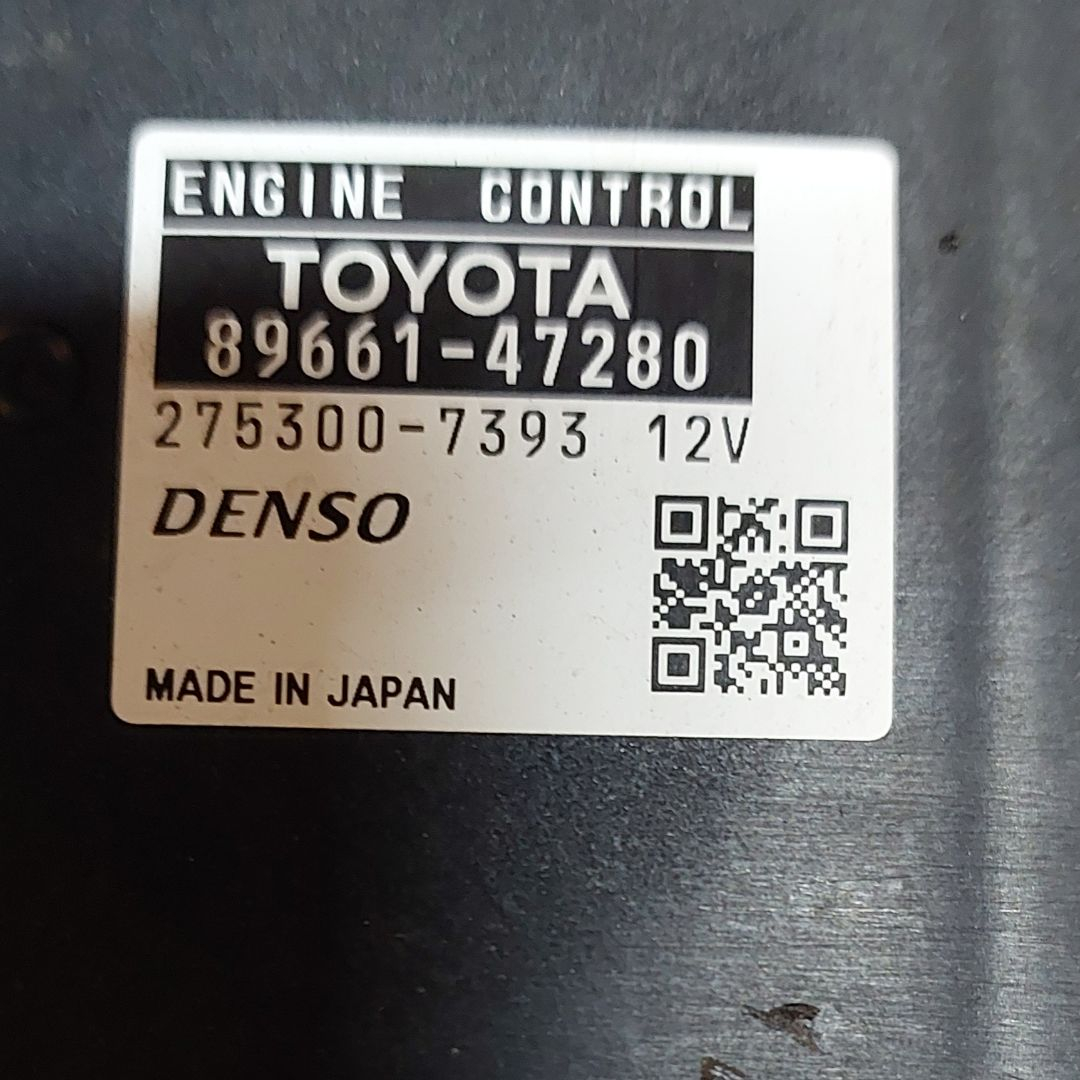 ENGINE CONTROL
TOYOTA
89661-47280
275300-7393 12V
DENSO
MADE IN JAPAN